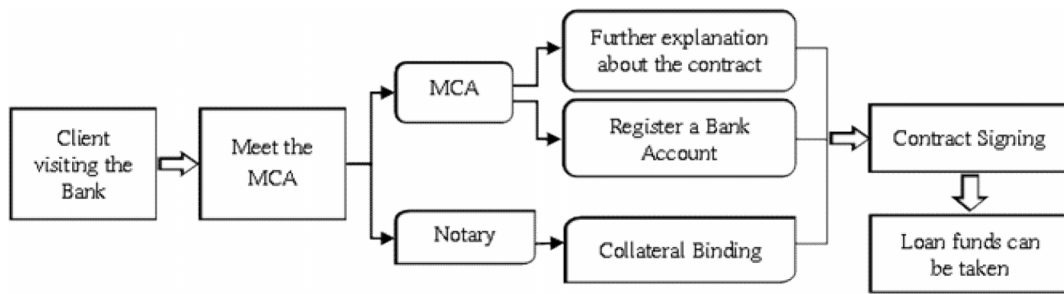 Client
visiting the
Bank
Meet the
MCA
MCA
Further explanation
about the contract
Register a Bank
Account
Notary
Collateral Binding
Contract Signing
Loan funds can
be taken